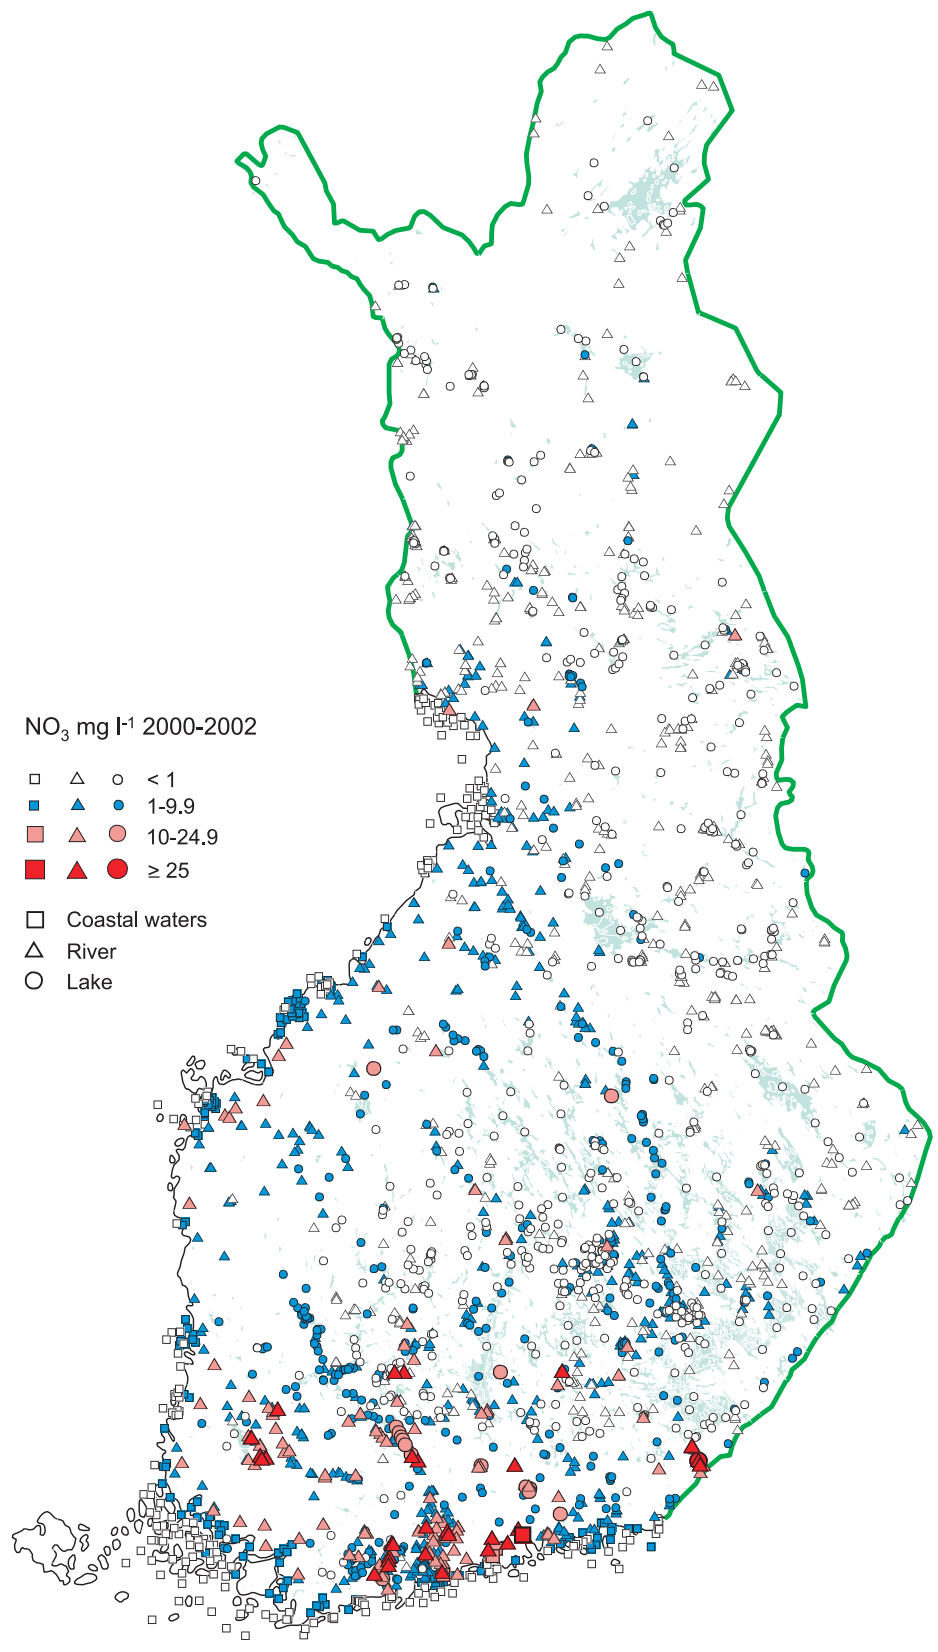 NO₃ mg l⁻¹ 2000-2002
< 1
1-9.9
10-24.9
≥ 25
Coastal waters
River
Lake